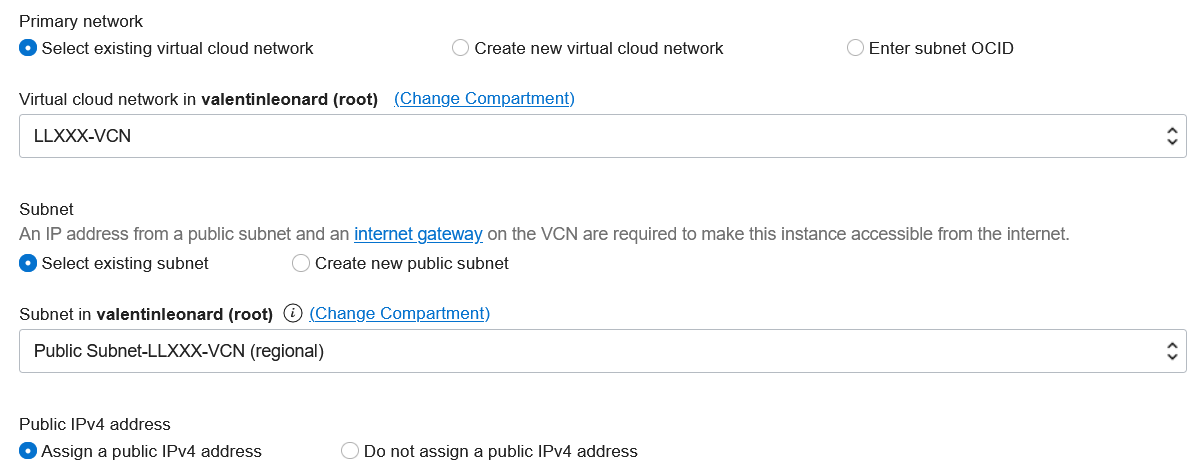 Primary network
Select existing virtual cloud network Create new virtual cloud network Enter subnet OCID
Virtual cloud network in valentinleonard (root) (Change Compartment)
LLXXX-VCN
Subnet
An IP address from a public subnet and an internet gateway on the VCN are required to make this instance accessible from the internet.
Select existing subnet Create new public subnet
Subnet in valentinleonard (root) i (Change Compartment)
Public Subnet-LLXXX-VCN (regional)
Public IPv4 address
Assign a public IPv4 address Do not assign a public IPv4 address